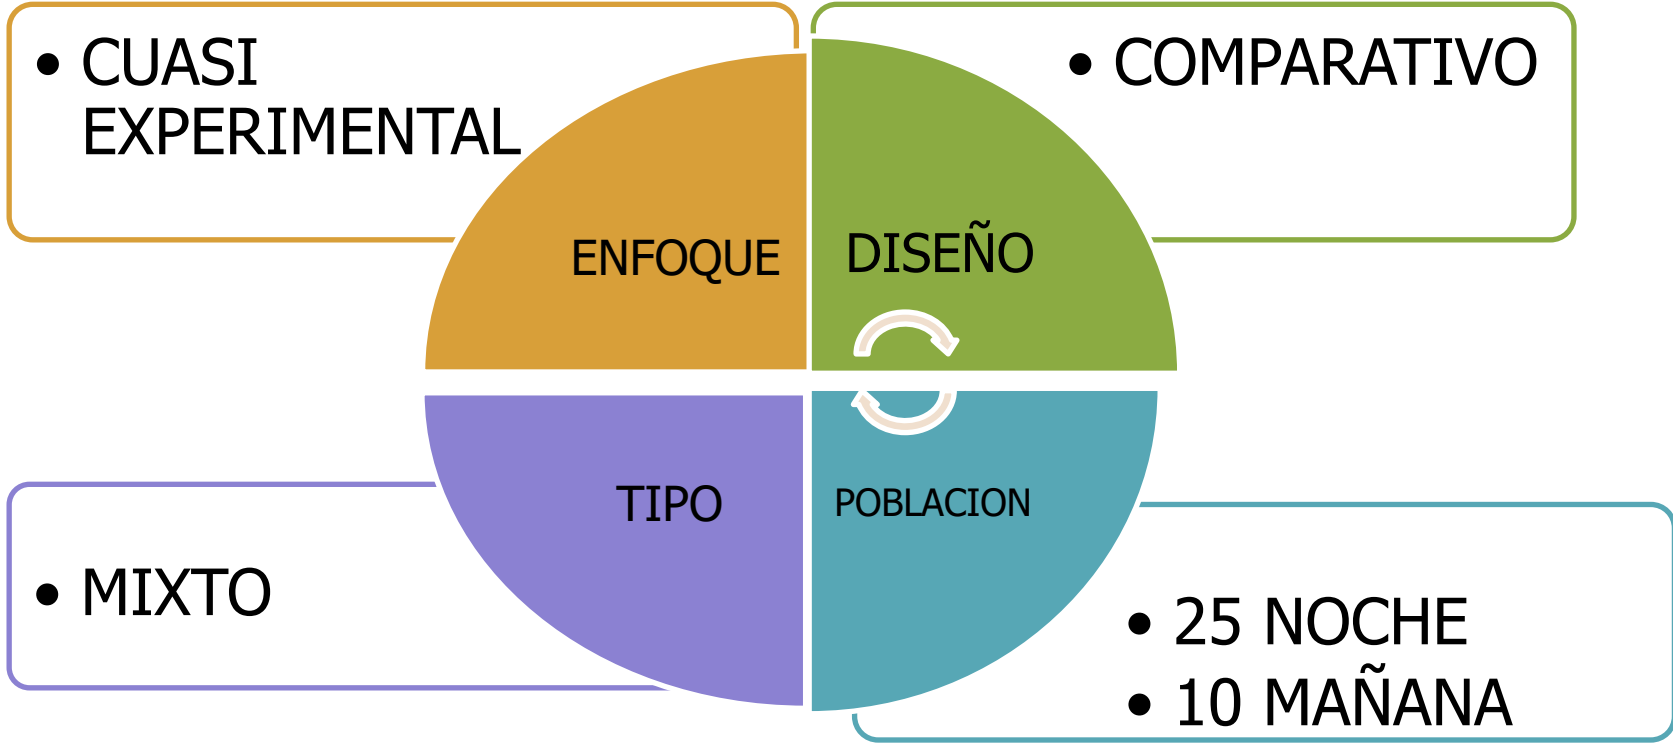 • CUASI
EXPERIMENTAL
• COMPARATIVO
ENFOQUE
DISEÑO
TIPO
POBLACION
• MIXTO
• 25 NOCHE
• 10 MAÑANA